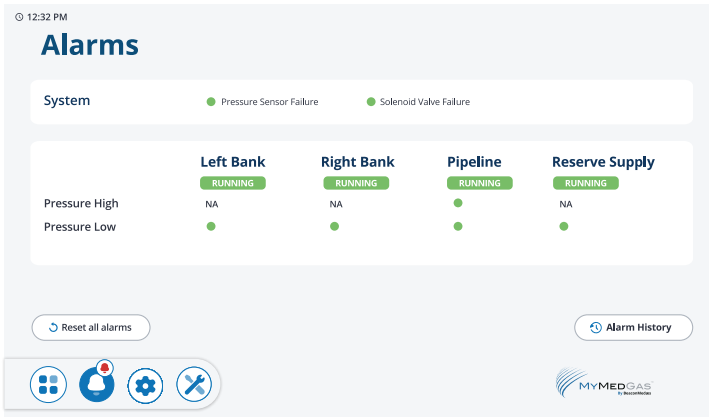 12:32 PM
Alarms
System Pressure Sensor Failure Solenoid Valve Failure
Left Bank Right Bank Pipeline Reserve Supply
RUNNING RUNNING RUNNING RUNNING
Pressure High NA NA NA
Pressure Low
Reset all alarms Alarm History
MYMEDGAS
By BeaconMedaes